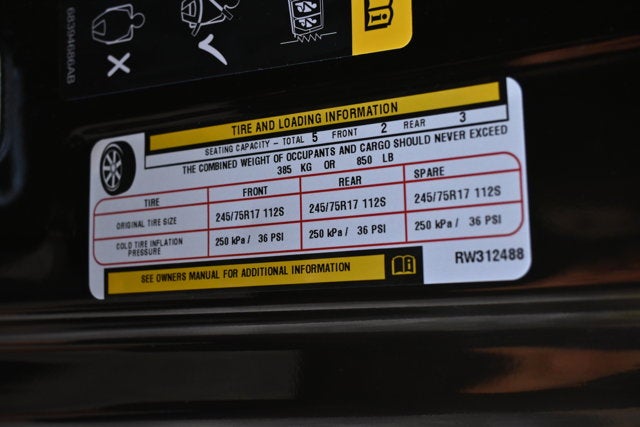 68394686AB
TIRE AND LOADING INFORMATION
SEATING CAPACITY - TOTAL 5 FRONT 2 REAR 3
THE COMBINED WEIGHT OF OCCUPANTS AND CARGO SHOULD NEVER EXCEED
385 KG OR 850 LB
TIRE FRONT REAR SPARE
ORIGINAL TIRE SIZE 245/75R17 112S 245/75R17 112S 245/75R17 112S
COLD TIRE INFLATION
PRESSURE 250 kPa / 36 PSI 250 kPa / 36 PSI 250 kPa / 36 PSI
SEE OWNERS MANUAL FOR ADDITIONAL INFORMATION
RW312488